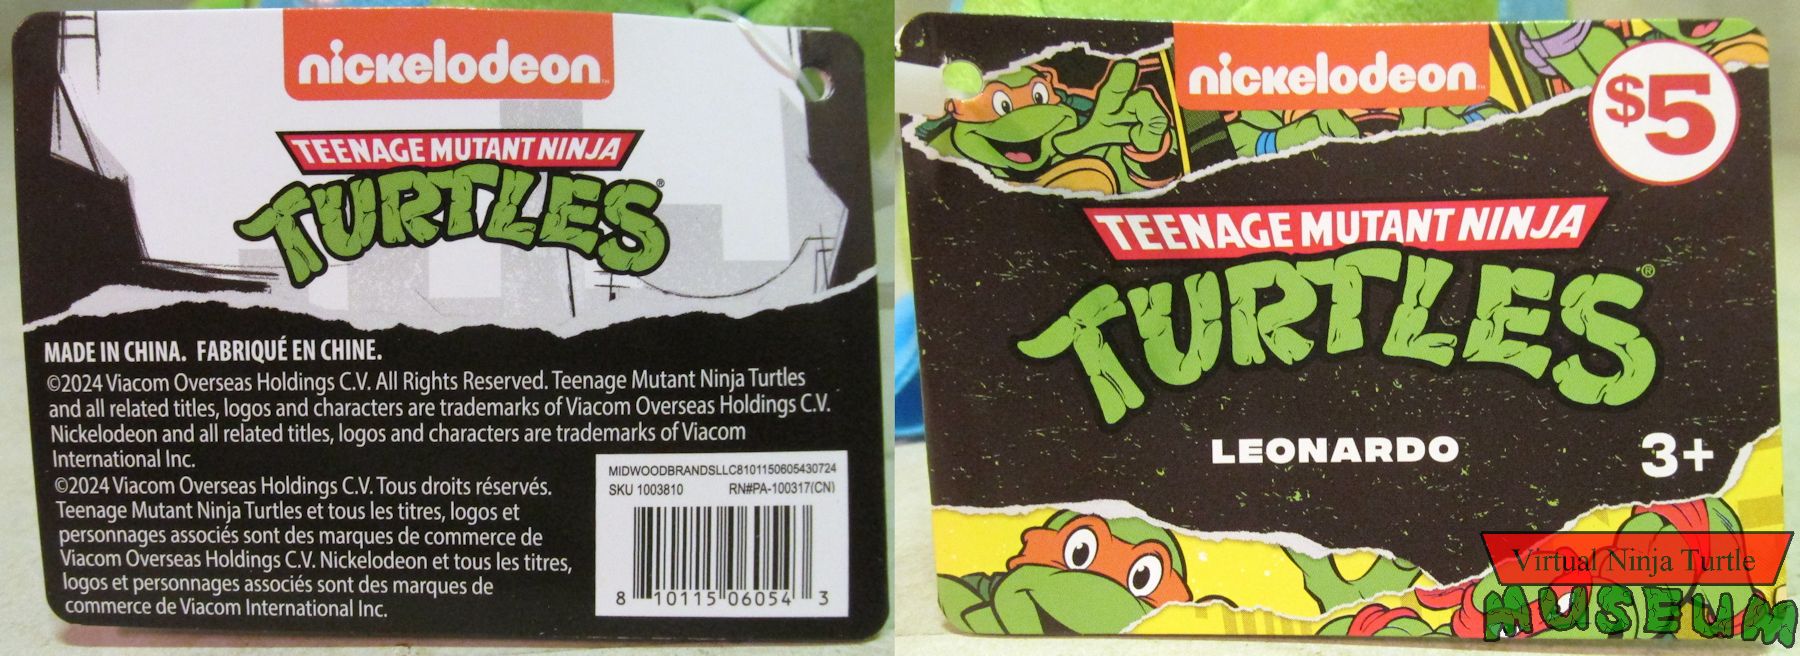 nickelodeon
TEENAGE MUTANT NINJA
TURTLES®
MADE IN CHINA. FABRIQUÉ EN CHINE.
©2024 Viacom Overseas Holdings C.V. All Rights Reserved. Teenage Mutant Ninja Turtles
and all related titles, logos and characters are trademarks of Viacom Overseas Holdings C.V.
Nickelodeon and all related titles, logos and characters are trademarks of Viacom
International Inc.
©2024 Viacom Overseas Holdings C.V. Tous droits réservés.
Teenage Mutant Ninja Turtles et tous les titres, logos et
personnages associés sont des marques de commerce de
Viacom Overseas Holdings C.V. Nickelodeon et tous les titres,
logos et personnages associés sont des marques de
commerce de Viacom International Inc.
MIDWOODBRANDSLLC8101150605430724
SKU 1003810 RN#PA-100317(CN)
8 10115 06054 3
nickelodeon
$5
TEENAGE MUTANT NINJA
TURTLES®
LEONARDO
3+
Virtual Ninja Turtle
MUSEUM